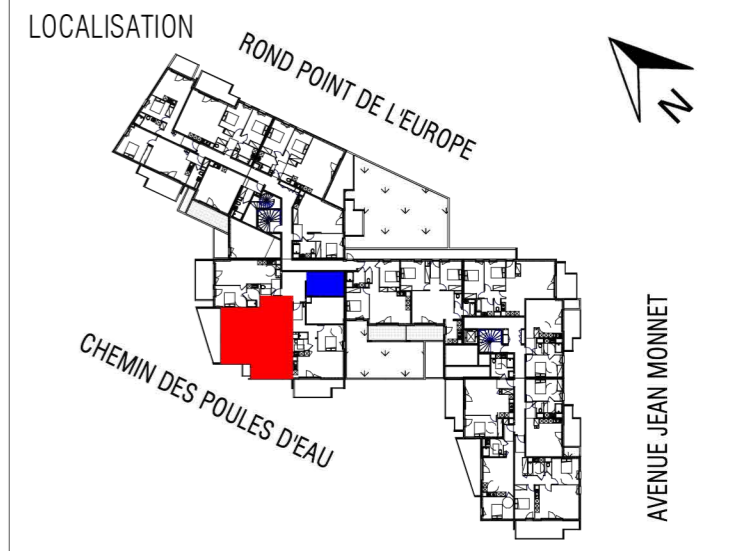 LOCALISATION
ROND POINT DE L'EUROPE
N
CHEMIN DES POULES D'EAU
AVENUE JEAN MONNET